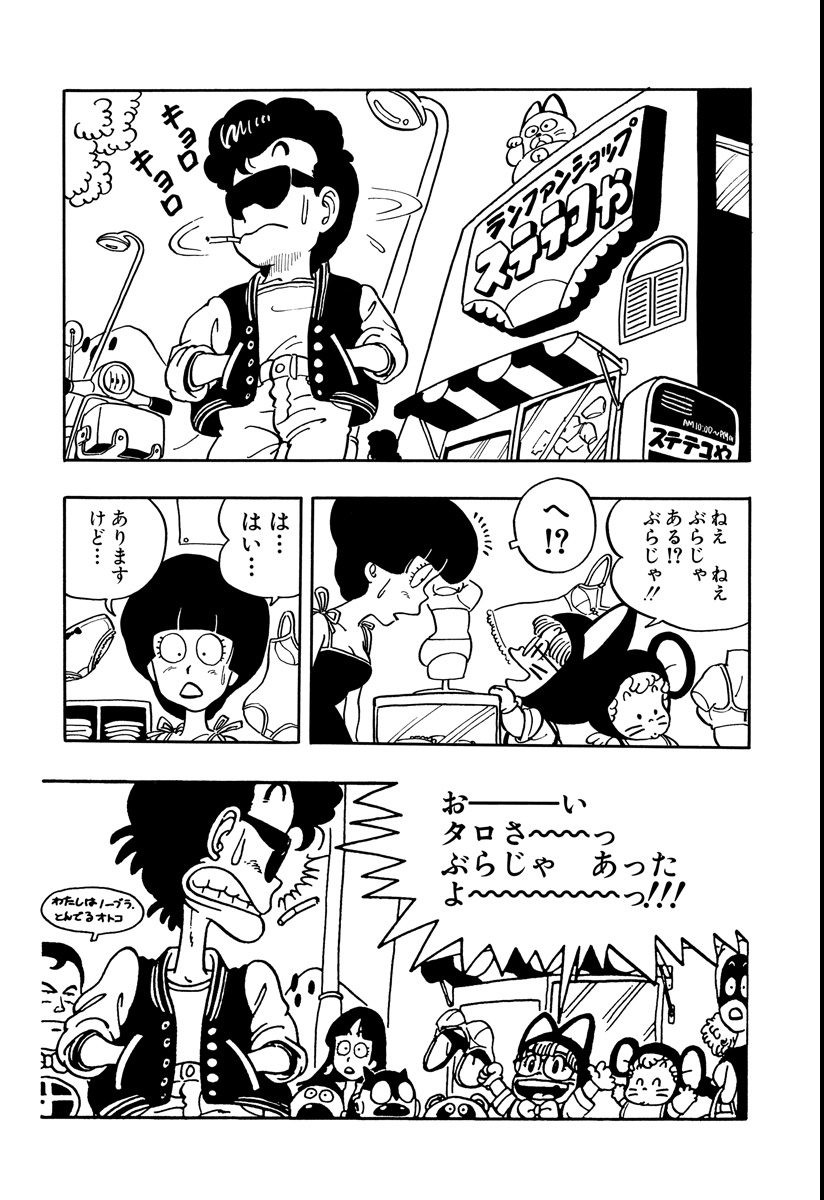 キョロ
キョロ
ランファンショップ
ステテコや
AM10:00~PM
ステテコや
ねえ ねえ
ぶらじゃ
ある!?
ぶらじゃ!!
へ!?
は…
はい…
あります
けど…
お───い
タロさ~~~~っ
ぶらじゃ あった
よ~~~~~~~~~っ!!!
わたしはノーブラ.
とんでるオトコ